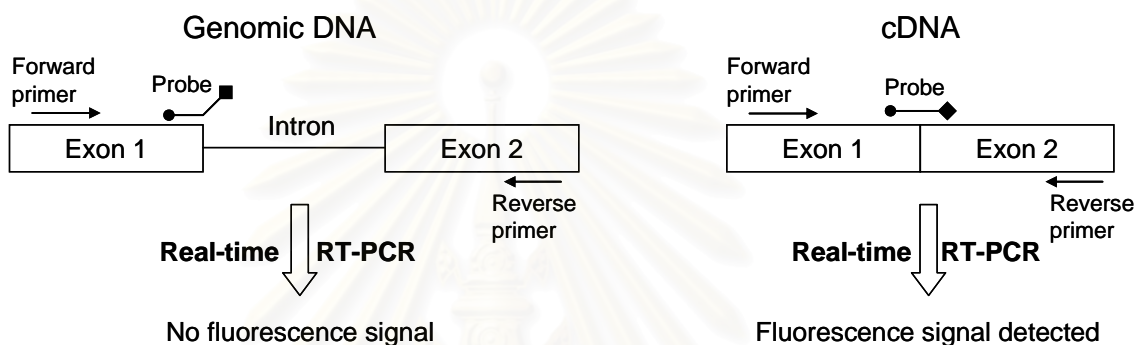 Genomic DNA
Forward
primer
Probe
Exon 1
Intron
Exon 2
Reverse
primer
Real-time RT-PCR
No fluorescence signal
cDNA
Forward
primer
Probe
Exon 1
Exon 2
Reverse
primer
Real-time RT-PCR
Fluorescence signal detected